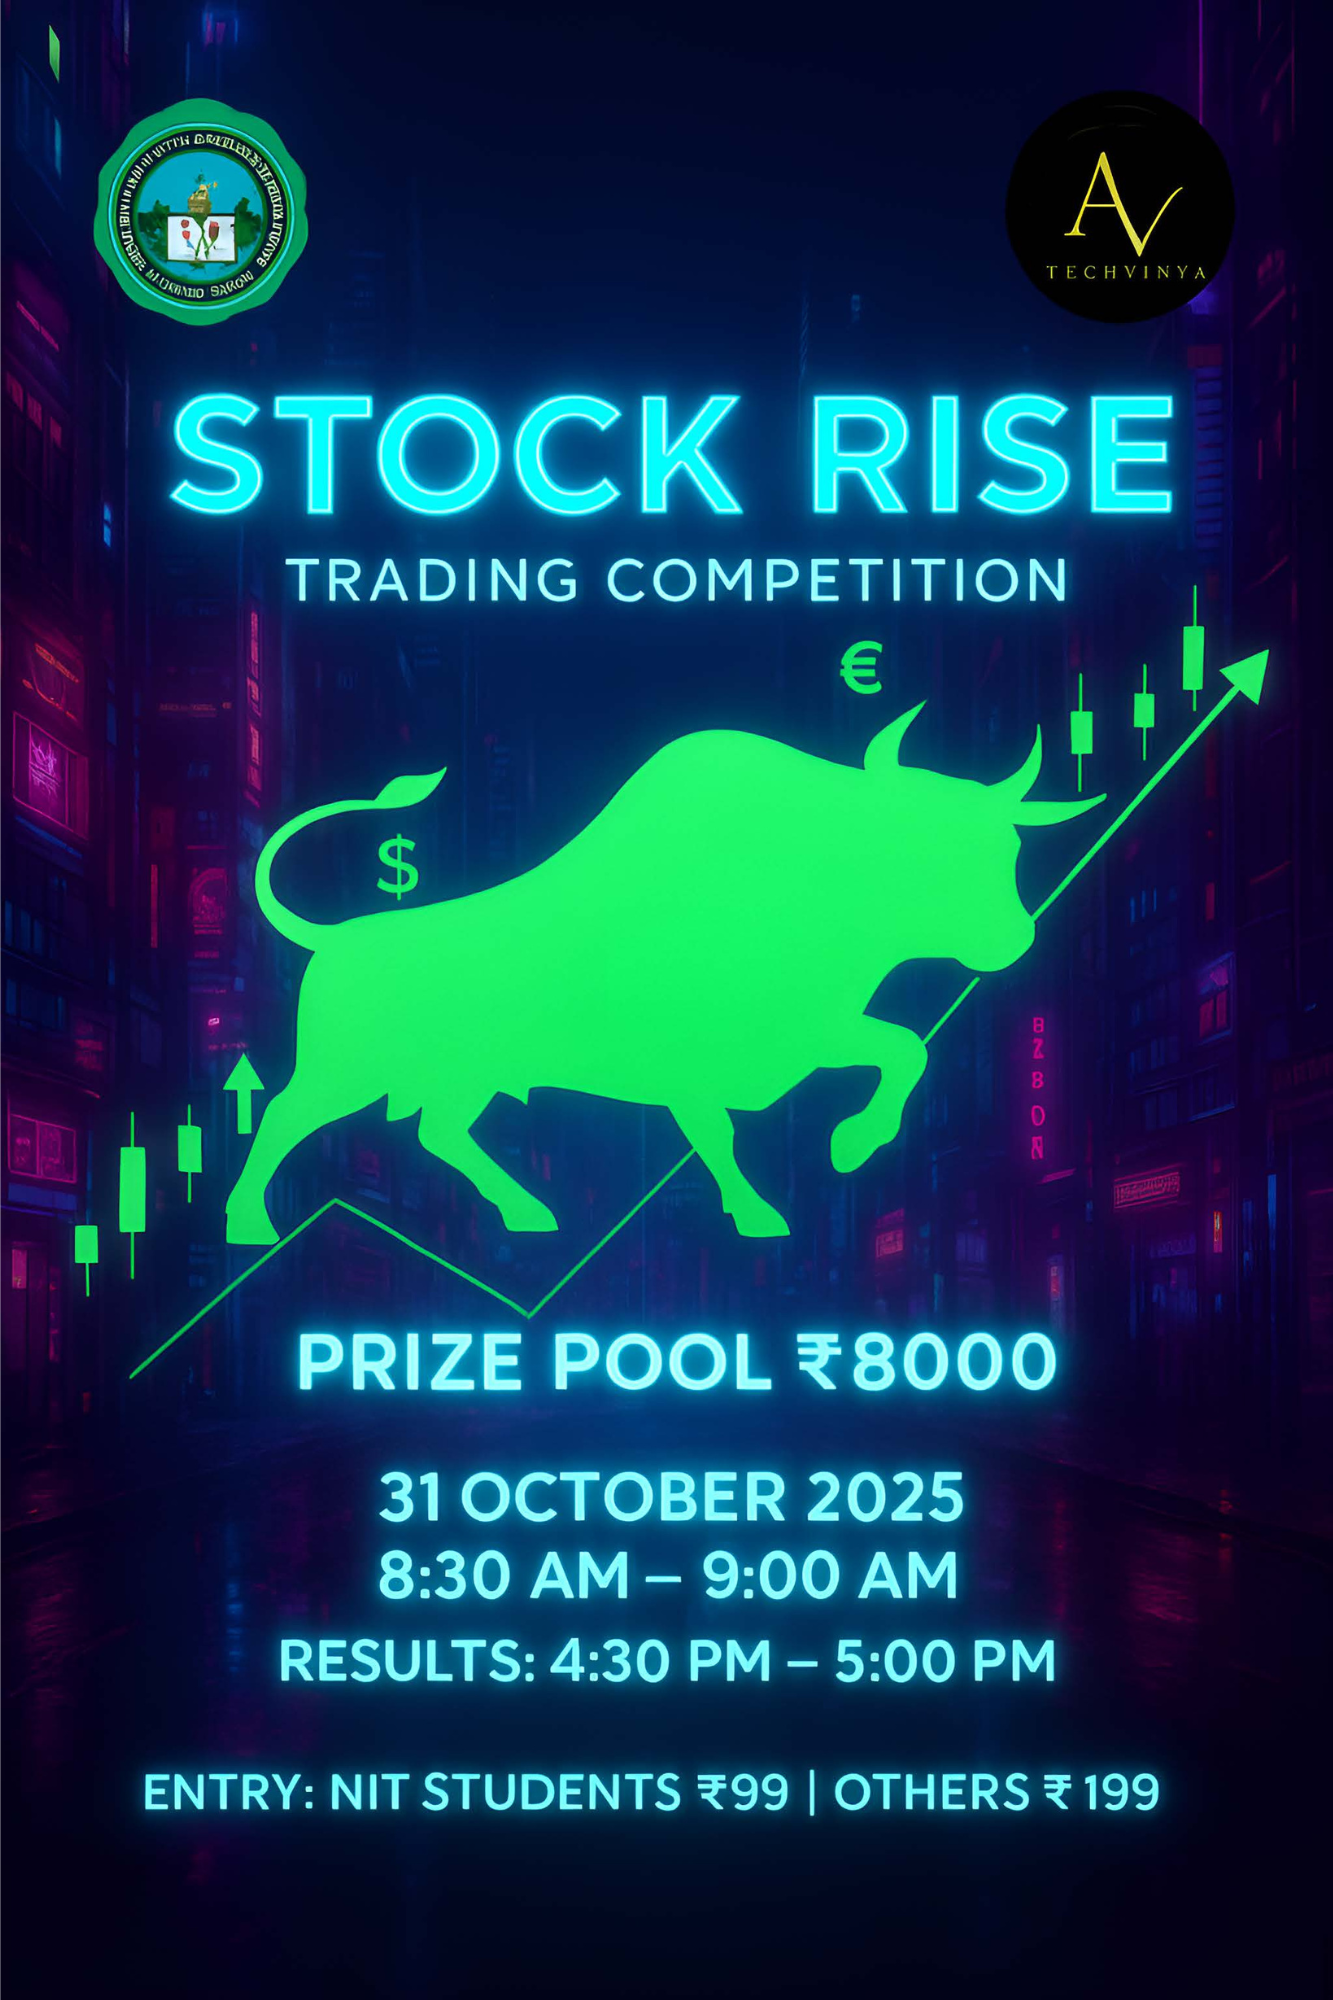 AV
TECHVINYA
STOCK RISE
TRADING COMPETITION
€
$
PRIZE POOL ₹8000
31 OCTOBER 2025
8:30 AM – 9:00 AM
RESULTS: 4:30 PM – 5:00 PM
ENTRY: NIT STUDENTS ₹99 | OTHERS ₹ 199